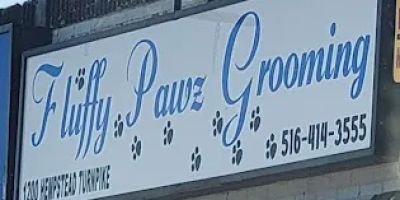 Fluffy Pawz Grooming
516-414-3555
1200 HEMPSTEAD TURNPIKE